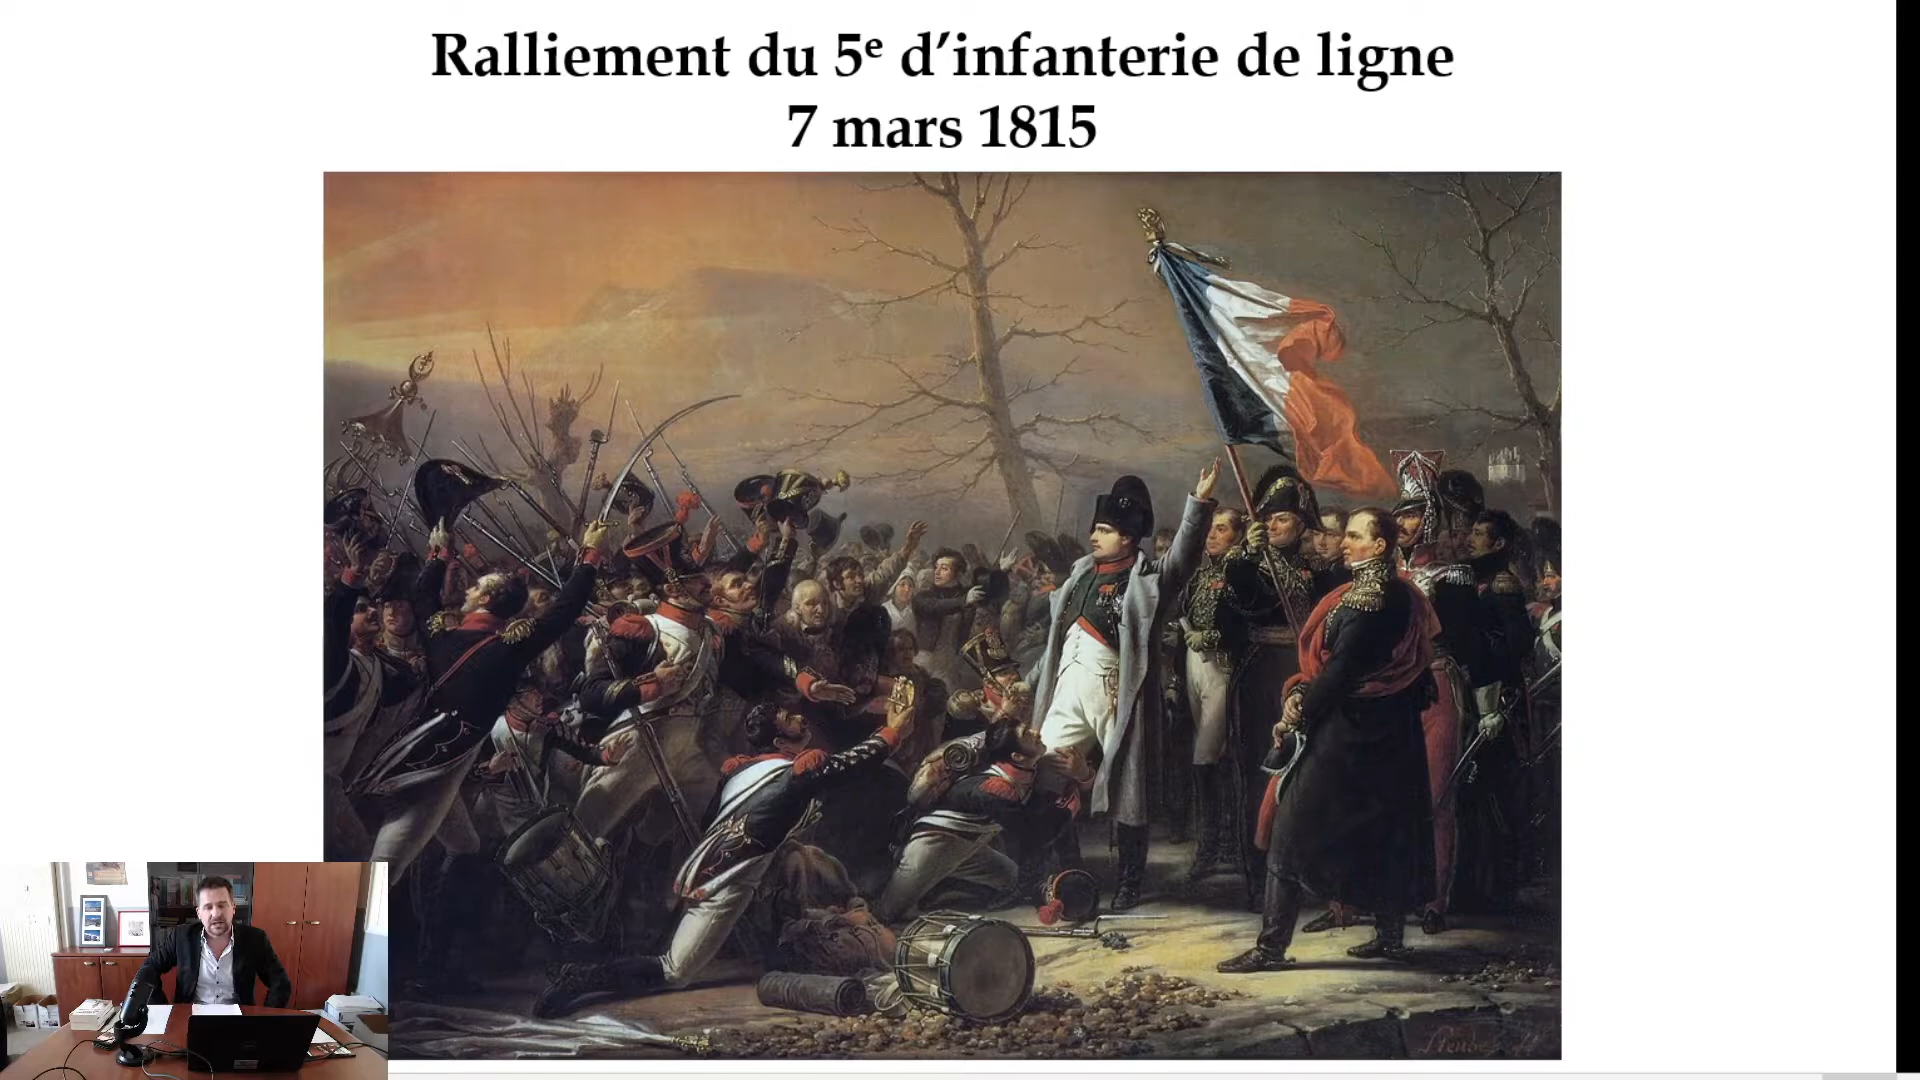 Ralliement du 5e d’infanterie de ligne
7 mars 1815